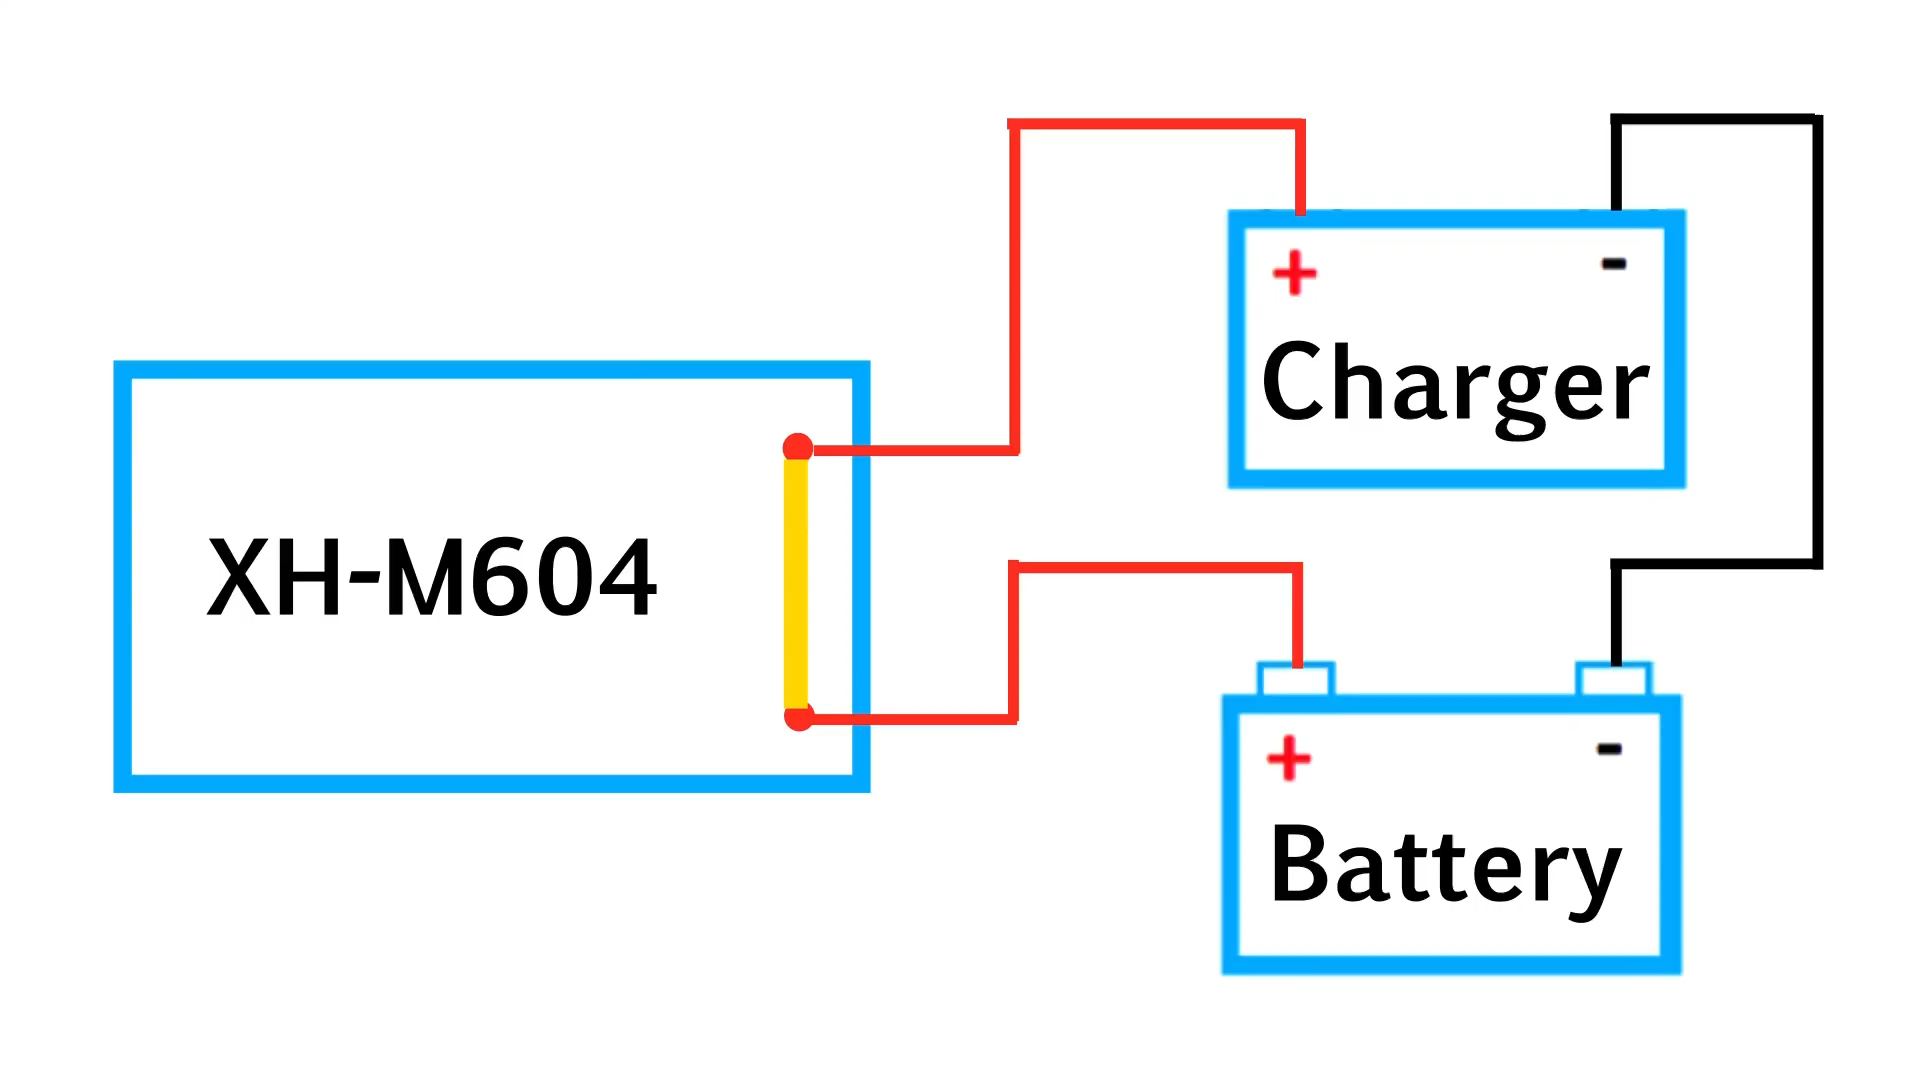 + -
Charger
XH-M604
+ -
Battery